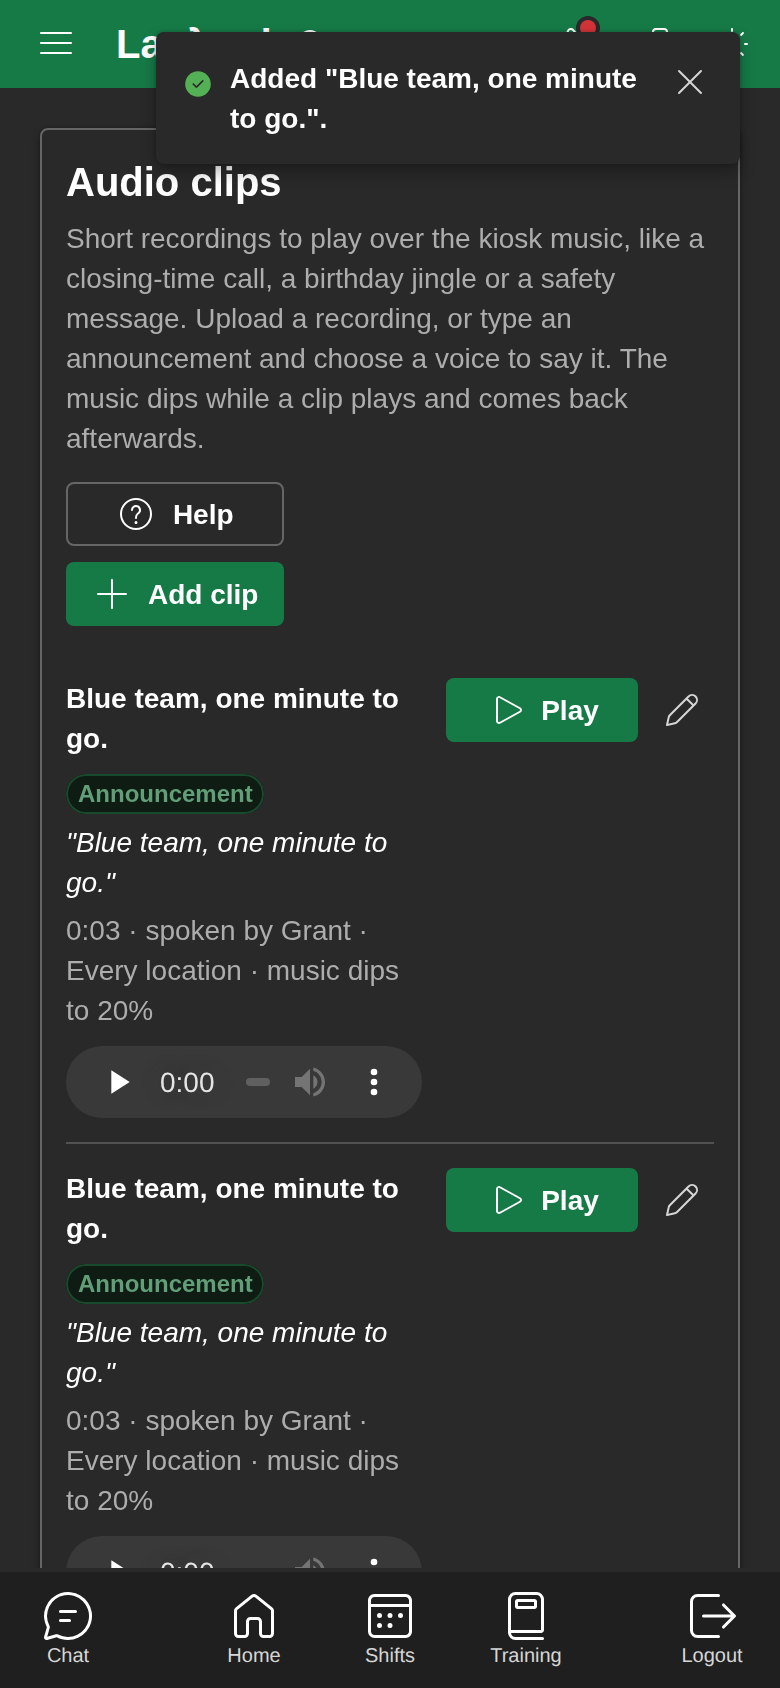 Added "Blue team, one minute
to go.".
Audio clips
Short recordings to play over the kiosk music, like a
closing-time call, a birthday jingle or a safety
message. Upload a recording, or type an
announcement and choose a voice to say it. The
music dips while a clip plays and comes back
afterwards.
Help
Add clip
Blue team, one minute to
go.
Play
Announcement
"Blue team, one minute to
go."
0:03 · spoken by Grant ·
Every location · music dips
to 20%
0:00
Blue team, one minute to
go.
Play
Announcement
"Blue team, one minute to
go."
0:03 · spoken by Grant ·
Every location · music dips
to 20%
0:00
Chat
Home
Shifts
Training
Logout